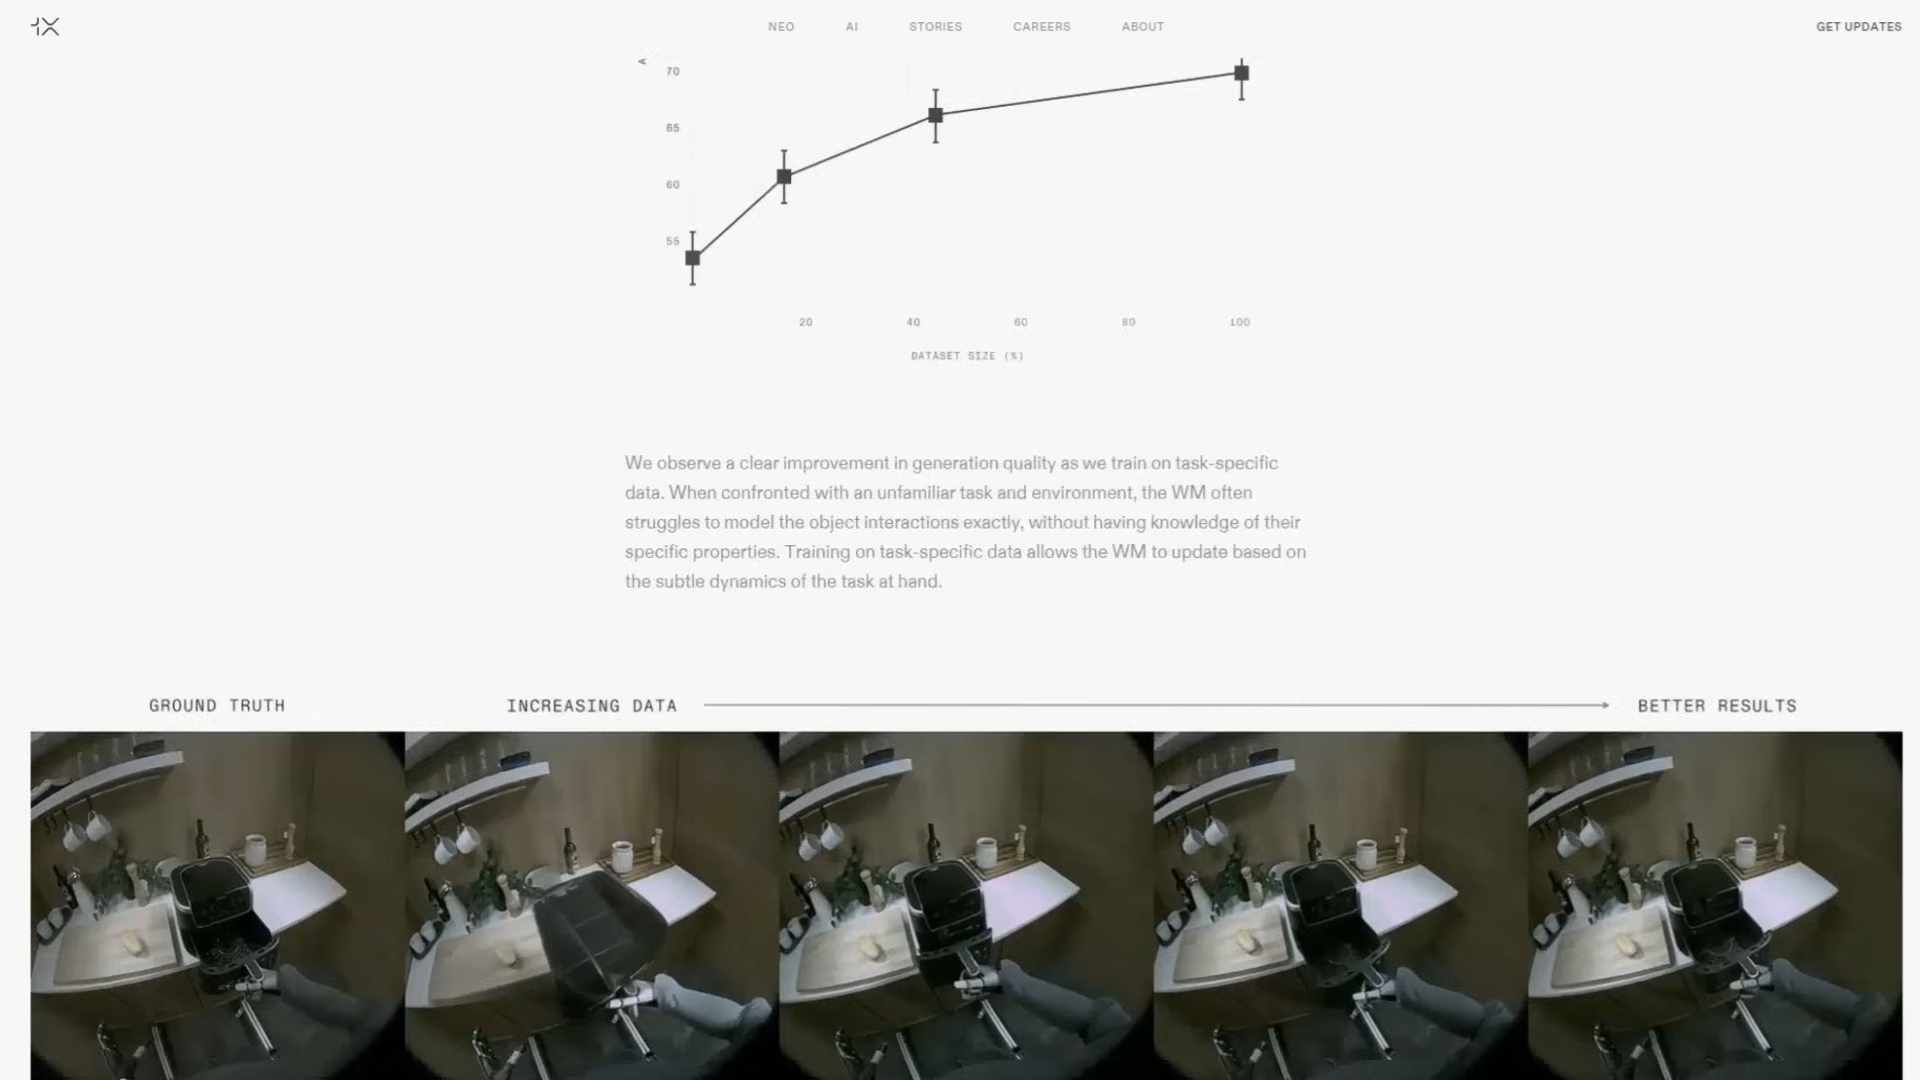 NEO AI STORIES CAREERS ABOUT GET UPDATES
70
65
60
55
20 40 60 80 100
DATASET SIZE (%)
We observe a clear improvement in generation quality as we train on task-specific
data. When confronted with an unfamiliar task and environment, the WM often
struggles to model the object interactions exactly, without having knowledge of their
specific properties. Training on task-specific data allows the WM to update based on
the subtle dynamics of the task at hand.
GROUND TRUTH INCREASING DATA BETTER RESULTS